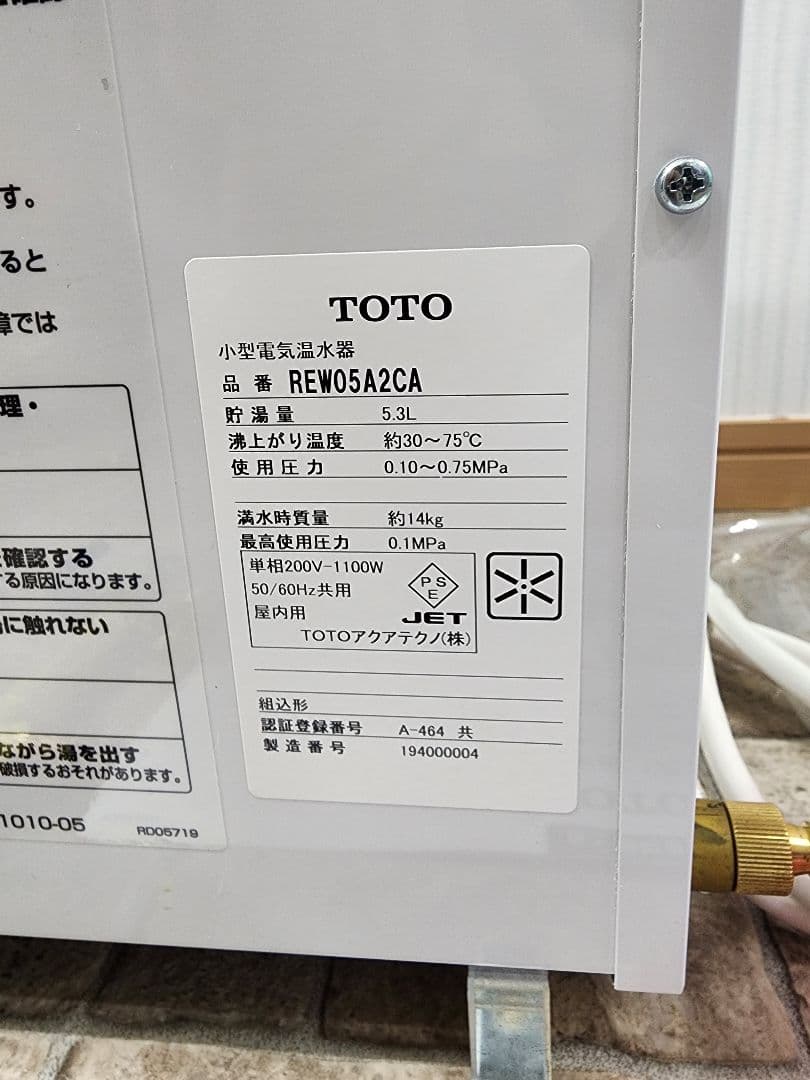 す。
ると
障では
理・
確認する
する原因になります。
に触れない
ながら湯を出す
破損するおそれがあります。
1010-05
RD05719
TOTO
小型電気温水器
品番 REW05A2CA
貯湯量 5.3L
沸上がり温度 約30〜75℃
使用圧力 0.10〜0.75MPa
満水時質量 約14kg
最高使用圧力 0.1MPa
単相200V-1100W
50/60Hz共用
屋内用
PSE
JET
TOTOアクアテクノ(株)
組込形
認証登録番号 A-464 共
製造番号 194000004